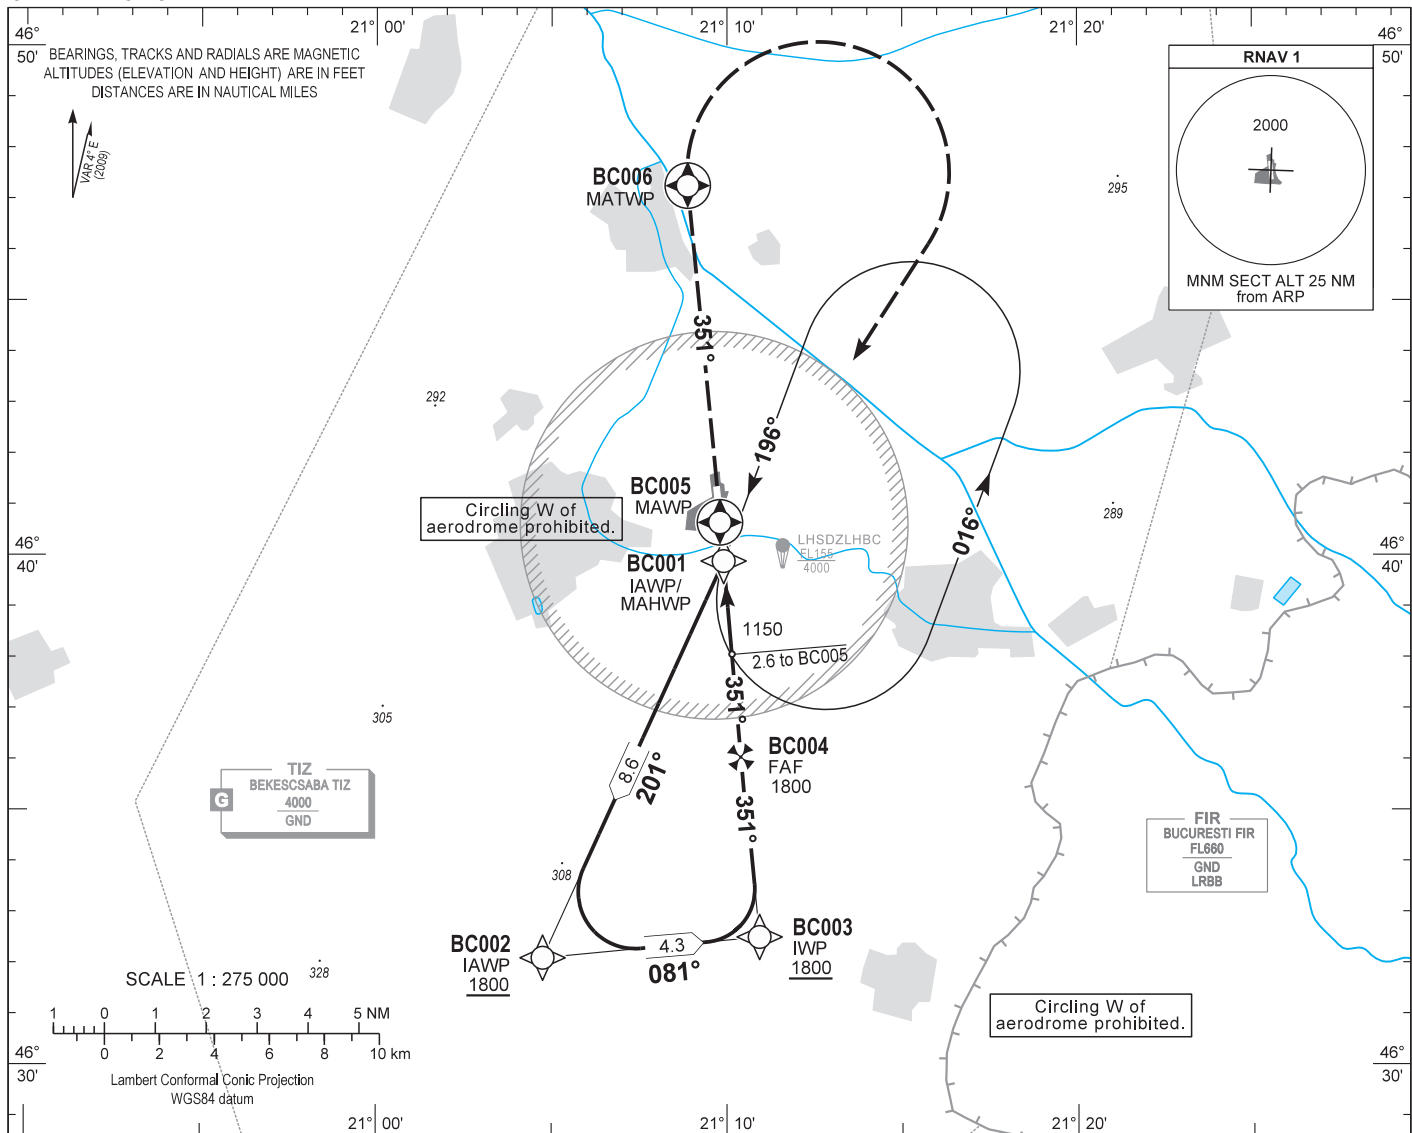 21° 00'
21° 10'
21° 20'
46°
50'
46°
50'
BEARINGS, TRACKS AND RADIALS ARE MAGNETIC
ALTITUDES (ELEVATION AND HEIGHT) ARE IN FEET
DISTANCES ARE IN NAUTICAL MILES
VAR 4° E
(2009)
RNAV 1
2000
MNM SECT ALT 25 NM
from ARP
BC006
MATWP
295
351°
292
196°
BC005
MAWP
Circling W of
aerodrome prohibited.
289
016°
LHSDZLHBC
FL155
4000
46°
40'
46°
40'
BC001
IAWP/
MAHWP
1150
2.6 to BC005
351°
305
BC004
FAF
1800
8.6
201°
TIZ
BEKESCSABA TIZ
4000
GND
G
351°
FIR
BUCURESTI FIR
FL660
GND
LRBB
308
BC002
IAWP
1800
4.3
081°
BC003
IWP
1800
328
SCALE 1 : 275 000
1 0 1 2 3 4 5 NM
0 2 4 6 8 10 km
Lambert Conformal Conic Projection
WGS84 datum
Circling W of
aerodrome prohibited.
46°
30'
46°
30'
21° 00'
21° 10'
21° 20'